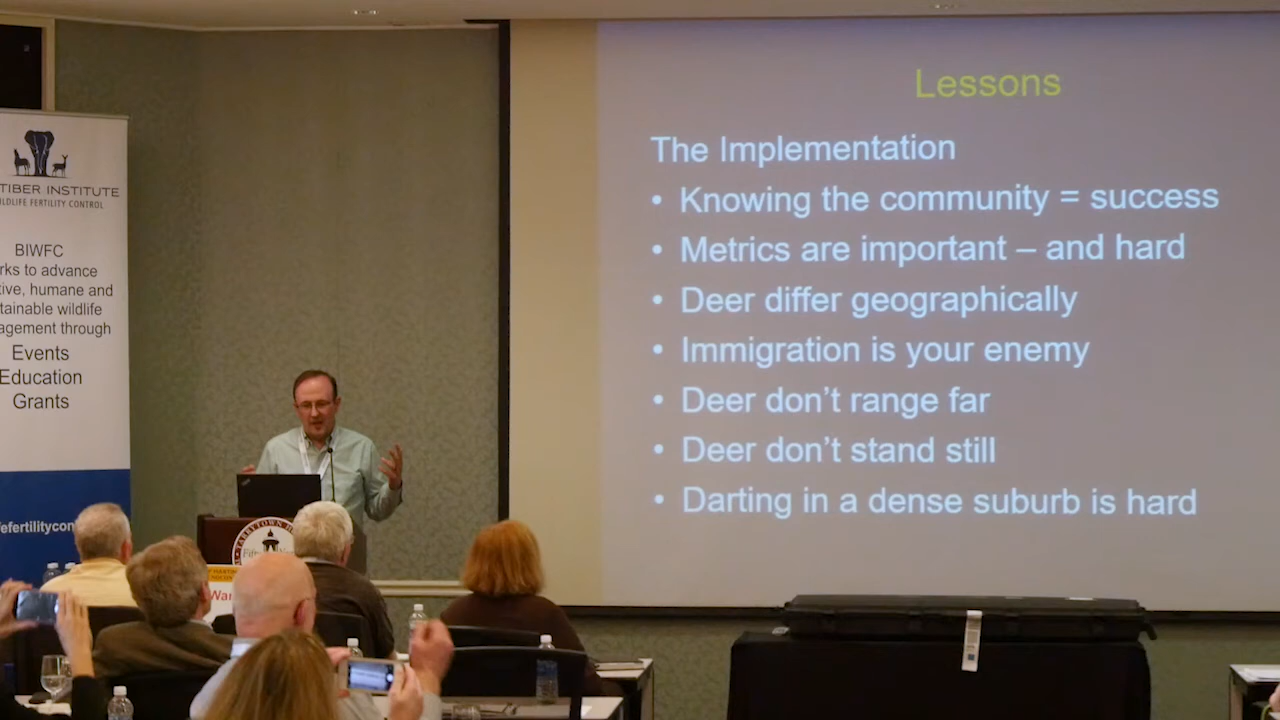 Lessons
The Implementation
• Knowing the community = success
• Metrics are important – and hard
• Deer differ geographically
• Immigration is your enemy
• Deer don't range far
• Deer don't stand still
• Darting in a dense suburb is hard
TIBER INSTITUTE
ILDLIFE FERTILITY CONTROL
BIWFC
rks to advance
tive, humane and
tainable wildlife
agement through
Events
Education
Grants
efertilitycon
TARRYTOWN
War